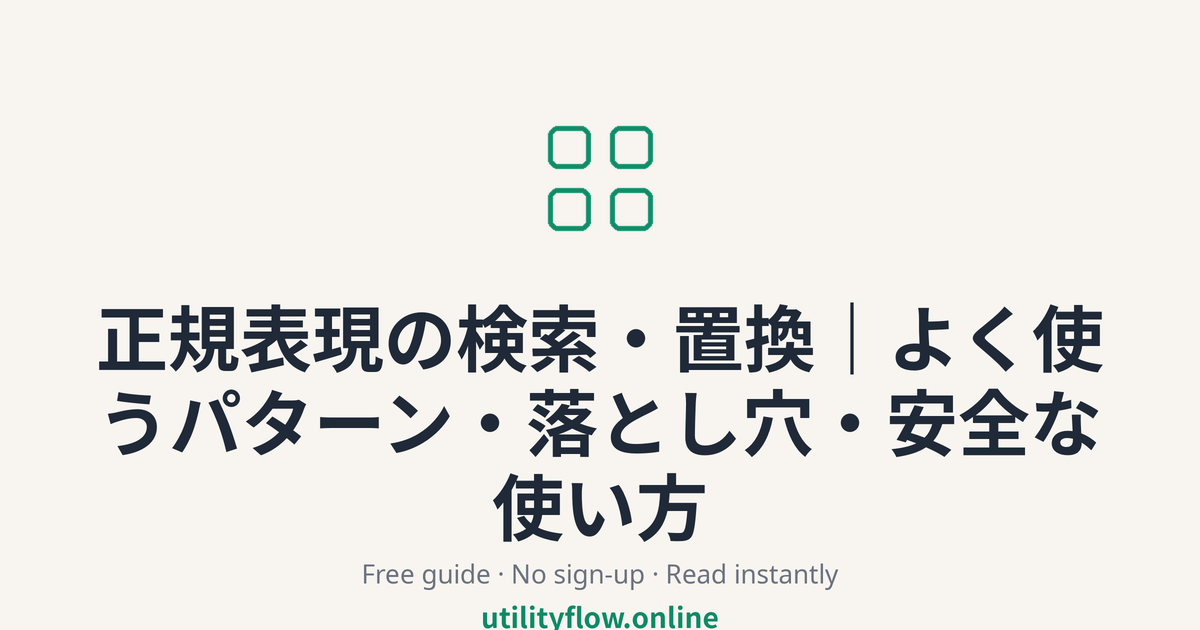 正規表現の検索・置換｜よく使
うパターン・落とし穴・安全な
使い方
Free guide · No sign-up · Read instantly
utilityflow.online